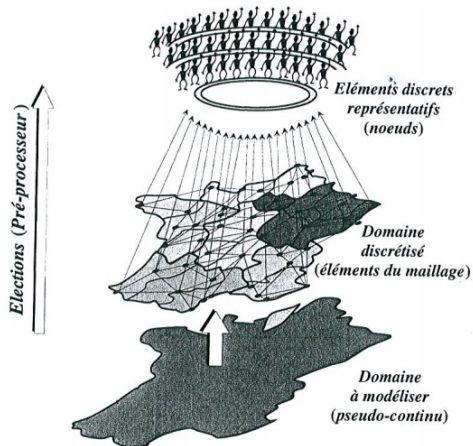 Eléments discrets
représentatifs
(noeuds)
Elections (Pré-processeur)
Domaine
discrétisé
(éléments du maillage)
Domaine
à modéliser
(pseudo-continu)